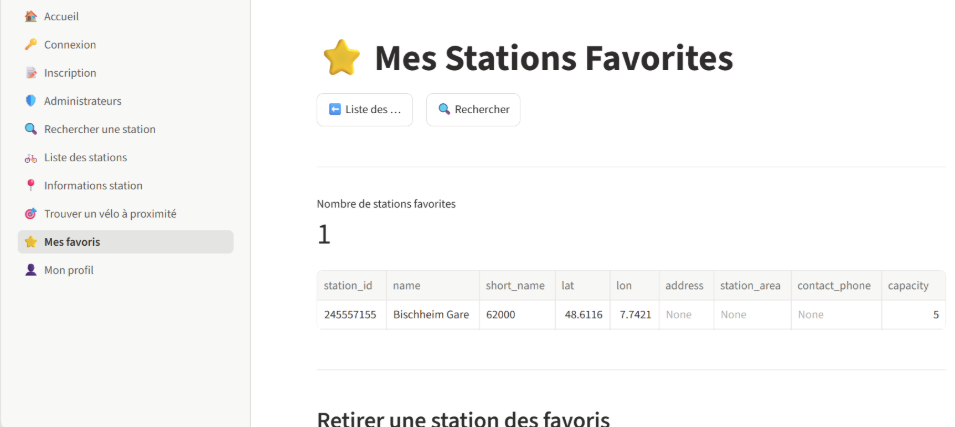 Accueil
Connexion
Inscription
Administrateurs
Rechercher une station
Liste des stations
Informations station
Trouver un vélo à proximité
Mes favoris
Mon profil
Mes Stations Favorites
Liste des ... Rechercher
Nombre de stations favorites
1
station_id name short_name lat lon address station_area contact_phone capacity
245557155 Bischheim Gare 62000 48.6116 7.7421 None None None 5
Retirer une station des favoris